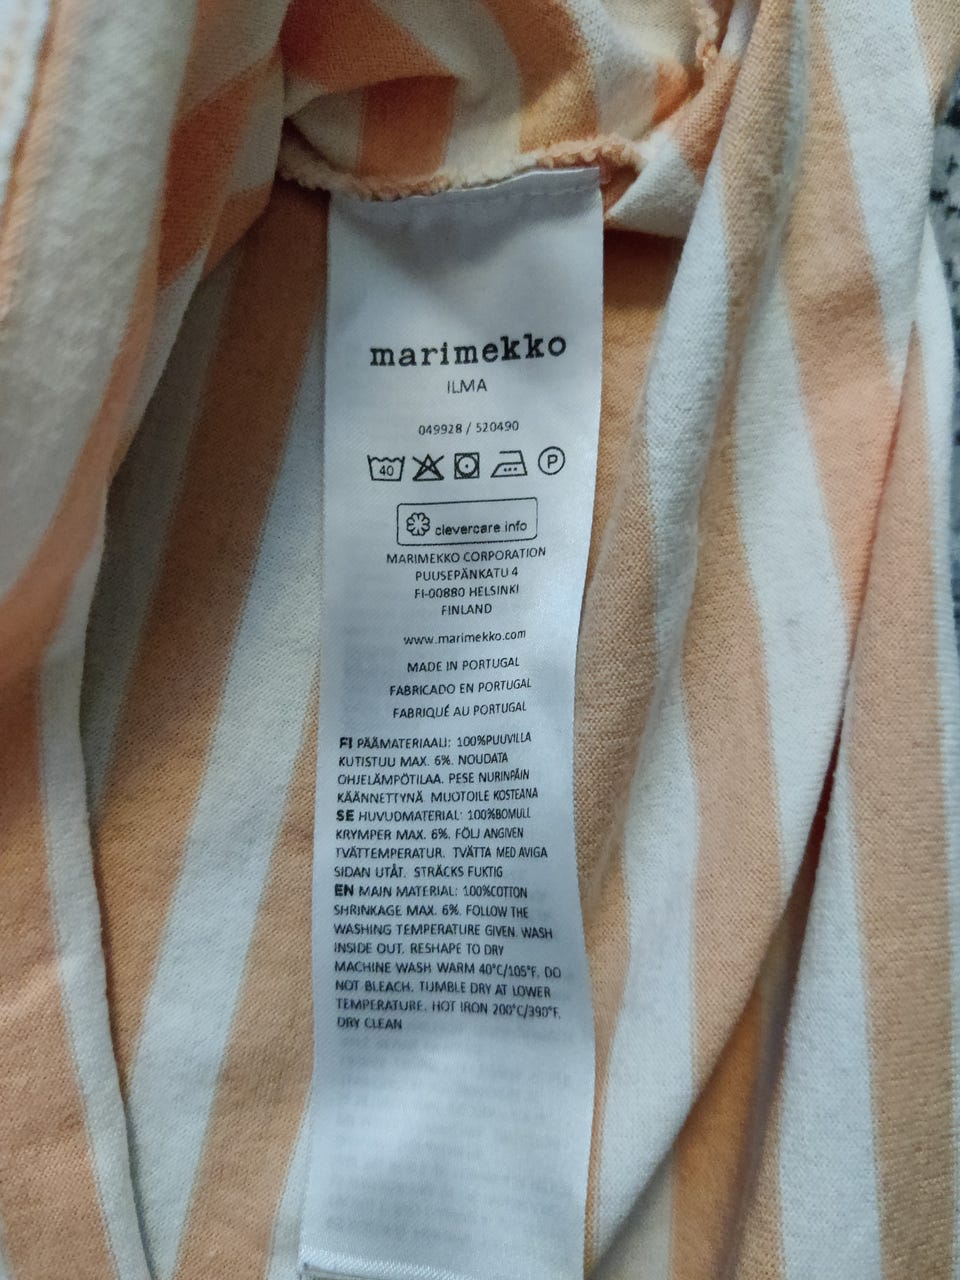 marimekko
ILMA
049928 / 520490
40 P
clevercare info
MARIMEKKO CORPORATION
PUUSEPÄNKATU 4
FI-00880 HELSINKI
FINLAND
www.marimekko.com
MADE IN PORTUGAL
FABRICADO EN PORTUGAL
FABRIQUÉ AU PORTUGAL
FI PÄÄMATERIAALI: 100%PUUVILLA
KUTISTUU MAX. 6%. NOUDATA
OHJELÄMPÖTILAA. PESE NURINPÄIN
KÄÄNNETTYNÄ. MUOTOILE KOSTEANA
SE HUVUDMATERIAL: 100%BOMULL
KRYMPER MAX. 6%. FÖLJ ANGIVEN
TVÄTTEMPERATUR. TVÄTTA MED AVIGA
SIDAN UTÅT. STRÄCKS FUKTIG
EN MAIN MATERIAL: 100%COTTON
SHRINKAGE MAX. 6%. FOLLOW THE
WASHING TEMPERATURE GIVEN. WASH
INSIDE OUT. RESHAPE TO DRY
MACHINE WASH WARM 40°C/105°F. DO
NOT BLEACH. TUMBLE DRY AT LOWER
TEMPERATURE. HOT IRON 200°C/390°F.
DRY CLEAN